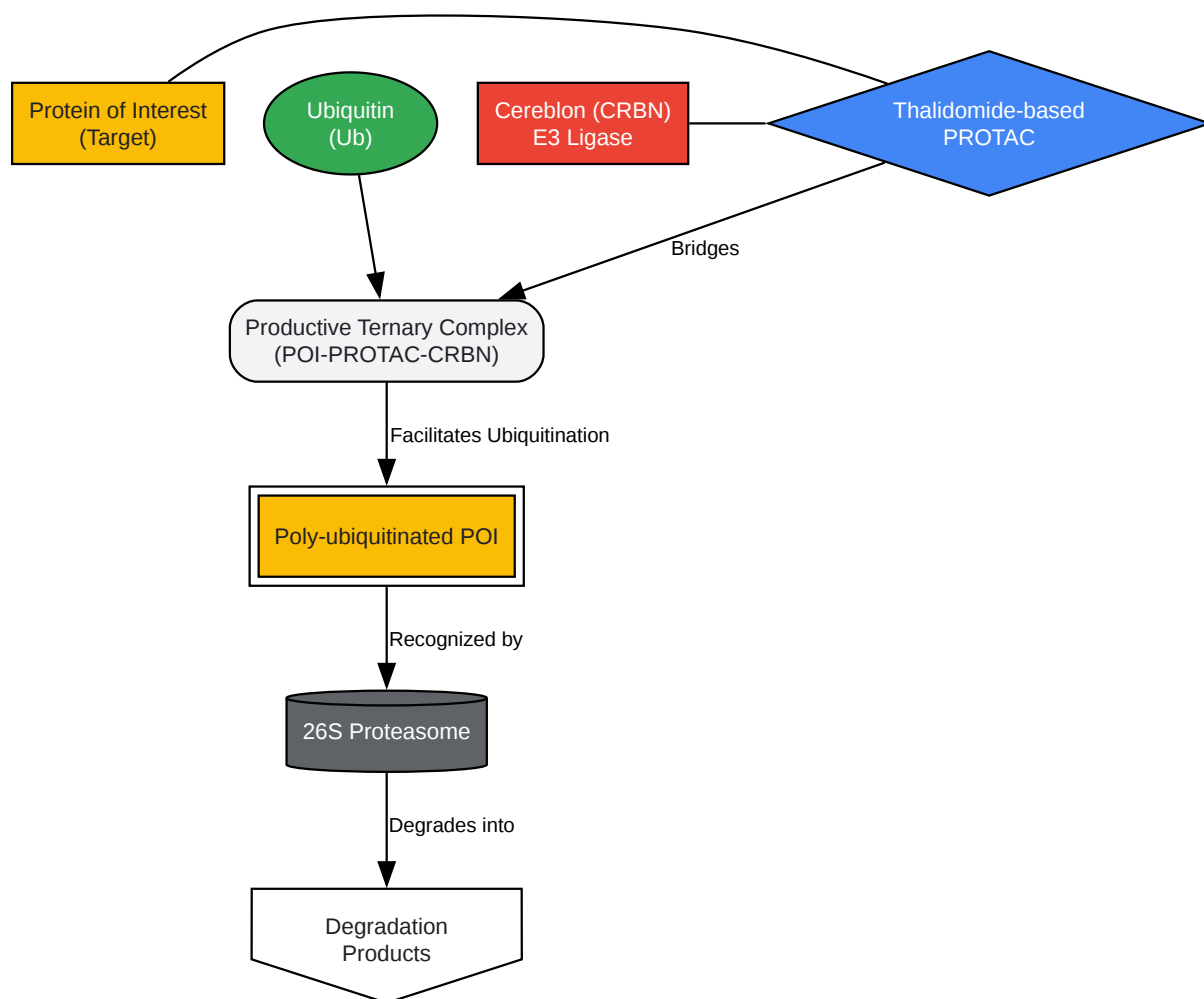 Protein of Interest
(Target)
Ubiquitin
(Ub)
Cereblon (CRBN)
E3 Ligase
Thalidomide-based
PROTAC
Bridges
Productive Ternary Complex
(POI-PROTAC-CRBN)
Facilitates Ubiquitination
Poly-ubiquitinated POI
Recognized by
26S Proteasome
Degrades into
Degradation
Products